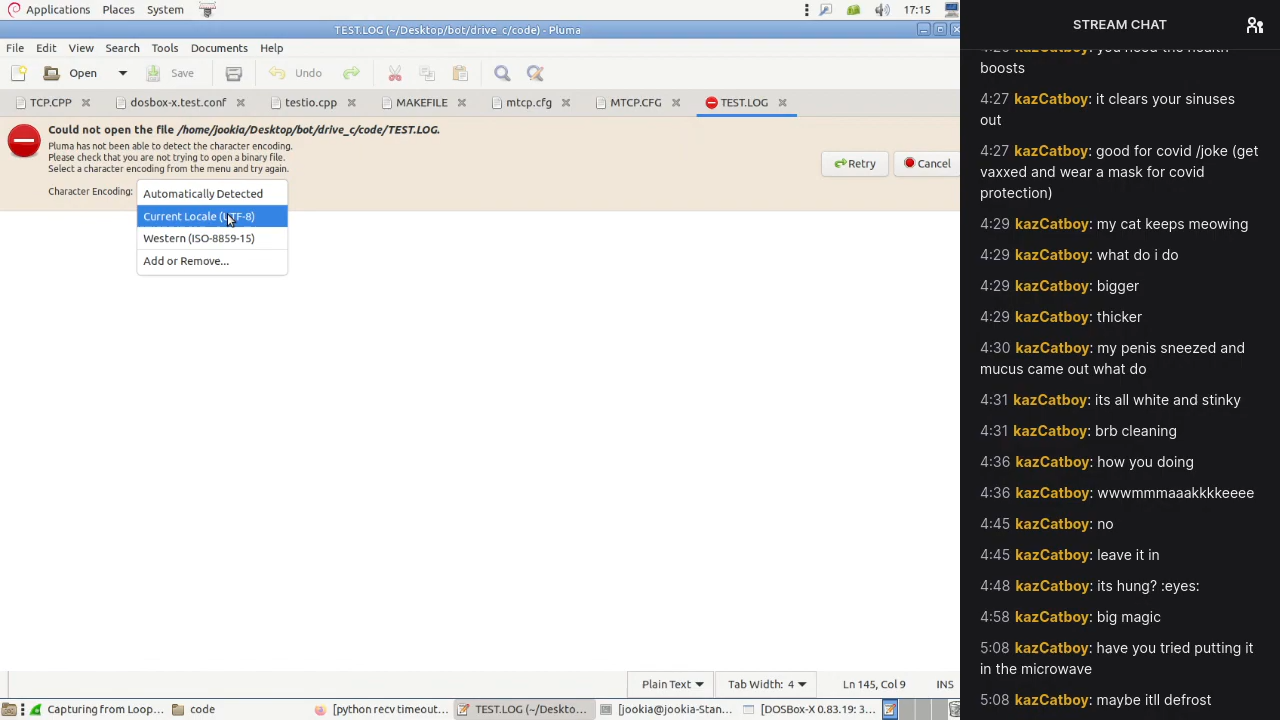 Applications Places System 17:15
TEST.LOG (~/Desktop/bot/drive_c/code) - Pluma
File Edit View Search Tools Documents Help
Open Save Undo
TCP.CPP dosbox-x.test.conf testio.cpp MAKEFILE mtcp.cfg MTCP.CFG TEST.LOG
Could not open the file /home/jookia/Desktop/bot/drive_c/code/TEST.LOG.
Pluma has not been able to detect the character encoding.
Please check that you are not trying to open a binary file.
Select a character encoding from the menu and try again.
Retry Cancel
Character Encoding:
Automatically Detected
Current Locale (UTF-8)
Western (ISO-8859-15)
Add or Remove...
Plain Text Tab Width: 4 Ln 145, Col 9 INS
Capturing from Loop... code [python recv timeout... TEST.LOG (~/Deskto... [jookia@jookia-Stan... [DOSBox-X 0.83.19: 3...
STREAM CHAT
boosts
4:27 kazCatboy: it clears your sinuses
out
4:27 kazCatboy: good for covid /joke (get
vaxxed and wear a mask for covid
protection)
4:29 kazCatboy: my cat keeps meowing
4:29 kazCatboy: what do i do
4:29 kazCatboy: bigger
4:29 kazCatboy: thicker
4:30 kazCatboy: my penis sneezed and
mucus came out what do
4:31 kazCatboy: its all white and stinky
4:31 kazCatboy: brb cleaning
4:36 kazCatboy: how you doing
4:36 kazCatboy: wwwmmmaaakkkkeeee
4:45 kazCatboy: no
4:45 kazCatboy: leave it in
4:48 kazCatboy: its hung? :eyes:
4:58 kazCatboy: big magic
5:08 kazCatboy: have you tried putting it
in the microwave
5:08 kazCatboy: maybe itll defrost